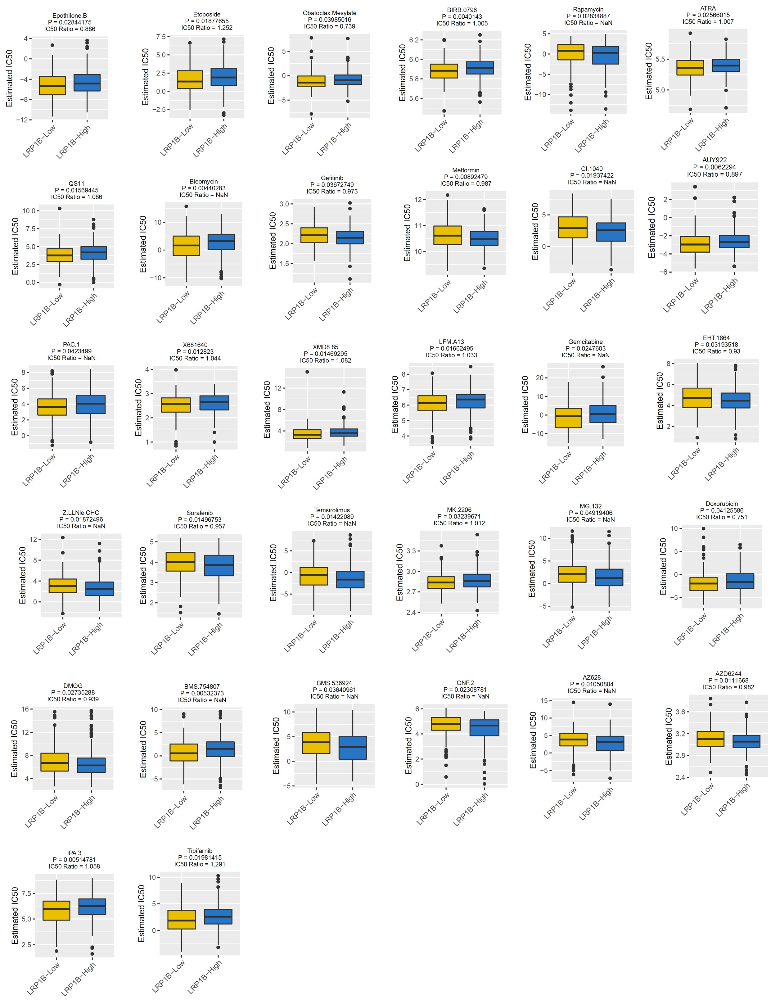 Epothilone.B
P = 0.02844175
IC50 Ratio = 0.886
Estimated IC50
4
0
−4
−8
−12
LRP1B−Low
LRP1B−High
Etoposide
P = 0.01877655
IC50 Ratio = 1.252
Estimated IC50
7.5
5.0
2.5
0.0
−2.5
LRP1B−Low
LRP1B−High
Obatoclax.Mesylate
P = 0.03985016
IC50 Ratio = 0.739
Estimated IC50
5
0
−5
LRP1B−Low
LRP1B−High
BIRB.0796
P = 0.0040143
IC50 Ratio = 1.005
Estimated IC50
6.2
6.0
5.8
5.6
LRP1B−Low
LRP1B−High
Rapamycin
P = 0.02834887
IC50 Ratio = NaN
Estimated IC50
5
0
−5
−10
LRP1B−Low
LRP1B−High
ATRA
P = 0.02566015
IC50 Ratio = 1.007
Estimated IC50
5.5
5.0
LRP1B−Low
LRP1B−High
QS11
P = 0.01569445
IC50 Ratio = 1.086
Estimated IC50
10.0
7.5
5.0
2.5
0.0
LRP1B−Low
LRP1B−High
Bleomycin
P = 0.00440283
IC50 Ratio = NaN
Estimated IC50
10
0
−10
LRP1B−Low
LRP1B−High
Gefitinib
P = 0.03672749
IC50 Ratio = 0.973
Estimated IC50
3.0
2.5
2.0
1.5
LRP1B−Low
LRP1B−High
Metformin
P = 0.00892479
IC50 Ratio = 0.987
Estimated IC50
12
11
10
LRP1B−Low
LRP1B−High
CI.1040
P = 0.01937422
IC50 Ratio = NaN
Estimated IC50
5
0
LRP1B−Low
LRP1B−High
AUY922
P = 0.0062294
IC50 Ratio = 0.897
Estimated IC50
2
0
−2
−4
−6
LRP1B−Low
LRP1B−High
PAC.1
P = 0.0423499
IC50 Ratio = NaN
Estimated IC50
8
6
4
2
0
LRP1B−Low
LRP1B−High
X681640
P = 0.012823
IC50 Ratio = 1.044
Estimated IC50
4
3
2
1
LRP1B−Low
LRP1B−High
XMD8.85
P = 0.01469295
IC50 Ratio = 1.082
Estimated IC50
12
8
4
LRP1B−Low
LRP1B−High
LFM.A13
P = 0.01662495
IC50 Ratio = 1.033
Estimated IC50
8
7
6
5
4
LRP1B−Low
LRP1B−High
Gemcitabine
P = 0.0247603
IC50 Ratio = NaN
Estimated IC50
20
10
0
−10
LRP1B−Low
LRP1B−High
EHT.1864
P = 0.03193518
IC50 Ratio = 0.93
Estimated IC50
8
6
4
2
LRP1B−Low
LRP1B−High
Z.LLNle.CHO
P = 0.01872496
IC50 Ratio = NaN
Estimated IC50
12
8
4
0
LRP1B−Low
LRP1B−High
Sorafenib
P = 0.01496753
IC50 Ratio = 0.957
Estimated IC50
5
4
3
2
LRP1B−Low
LRP1B−High
Temsirolimus
P = 0.01422089
IC50 Ratio = NaN
Estimated IC50
5
0
−5
LRP1B−Low
LRP1B−High
MK.2206
P = 0.03239671
IC50 Ratio = 1.012
Estimated IC50
3.3
3.0
2.7
2.4
LRP1B−Low
LRP1B−High
MG.132
P = 0.04919406
IC50 Ratio = NaN
Estimated IC50
10
5
0
−5
LRP1B−Low
LRP1B−High
Doxorubicin
P = 0.04125586
IC50 Ratio = 0.751
Estimated IC50
10
5
0
−5
LRP1B−Low
LRP1B−High
DMOG
P = 0.02735288
IC50 Ratio = 0.939
Estimated IC50
16
12
8
4
LRP1B−Low
LRP1B−High
BMS.754807
P = 0.00532373
IC50 Ratio = NaN
Estimated IC50
10
5
0
−5
LRP1B−Low
LRP1B−High
BMS.536924
P = 0.03640961
IC50 Ratio = NaN
Estimated IC50
10
5
0
−5
LRP1B−Low
LRP1B−High
GNF.2
P = 0.02308781
IC50 Ratio = NaN
Estimated IC50
6
4
2
0
LRP1B−Low
LRP1B−High
AZ628
P = 0.01050804
IC50 Ratio = NaN
Estimated IC50
15
10
5
0
−5
LRP1B−Low
LRP1B−High
AZD6244
P = 0.0111668
IC50 Ratio = 0.982
Estimated IC50
3.6
3.2
2.8
2.4
LRP1B−Low
LRP1B−High
IPA.3
P = 0.00514781
IC50 Ratio = 1.058
Estimated IC50
7.5
5.0
2.5
LRP1B−Low
LRP1B−High
Tipifarnib
P = 0.01981415
IC50 Ratio = 1.291
Estimated IC50
10
5
0
LRP1B−Low
LRP1B−High